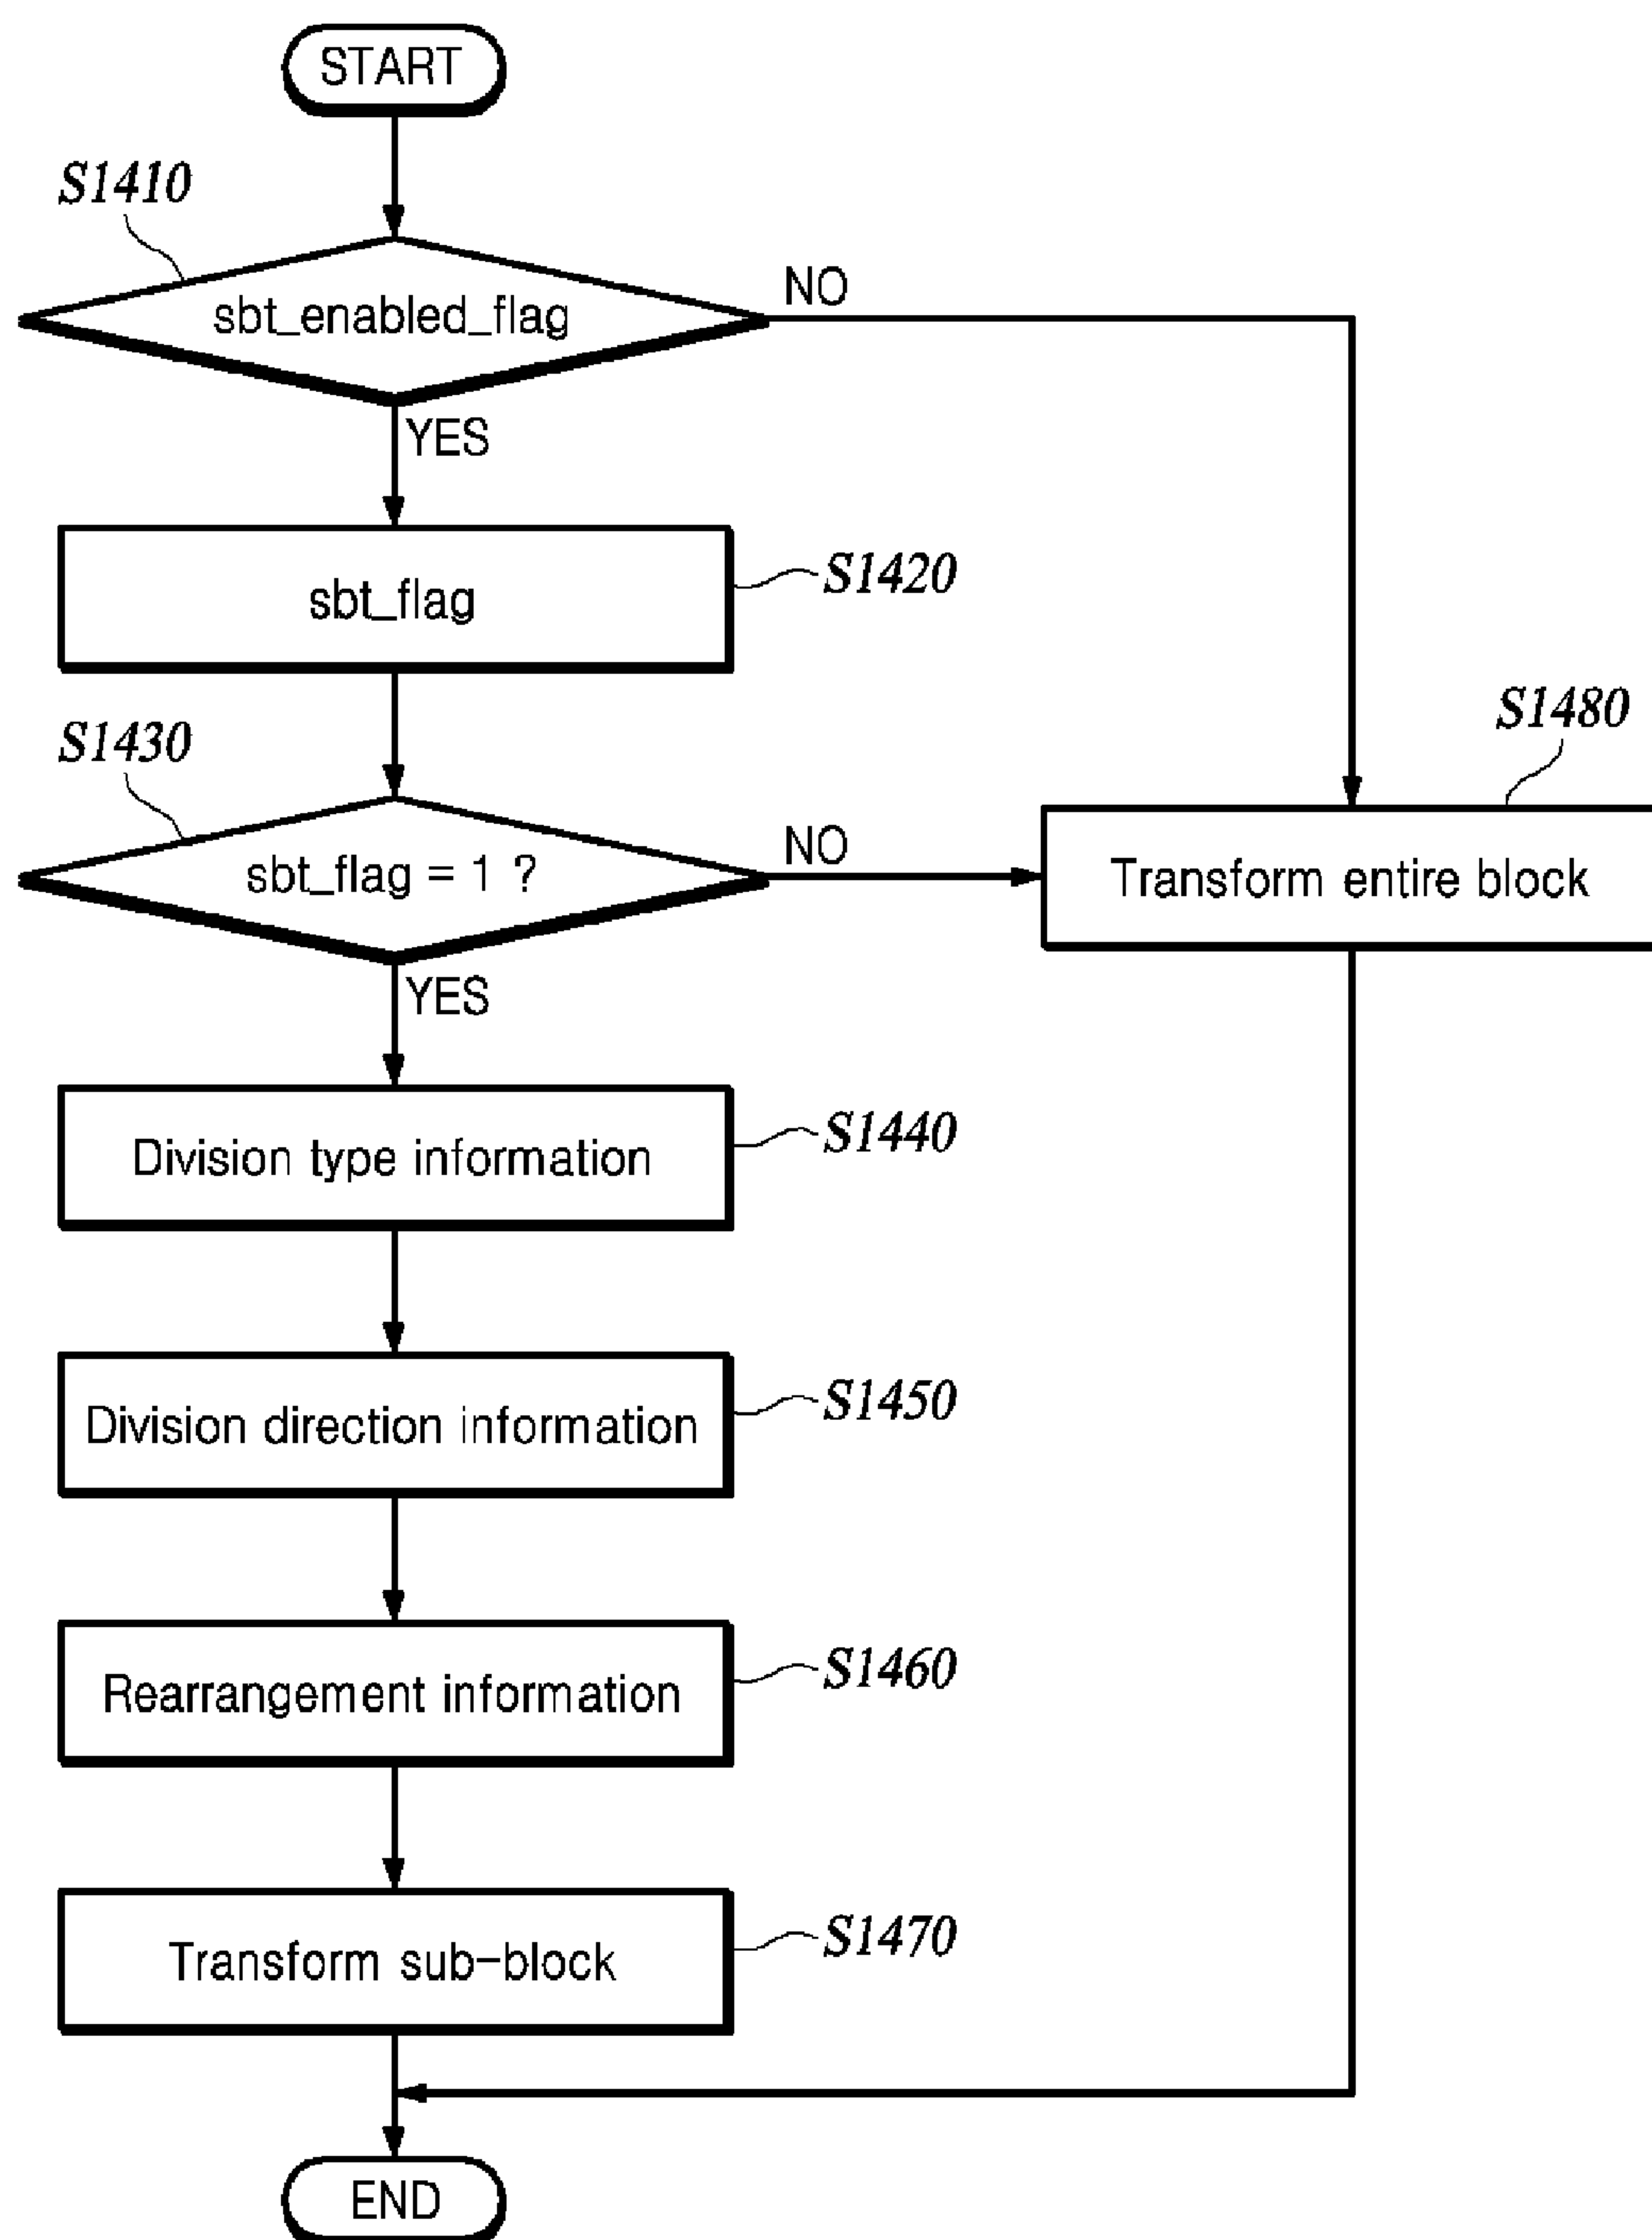 START
S1410
sbt_enabled_flag
NO
YES
sbt_flag
S1420
S1430
sbt_flag = 1 ?
NO
S1480
Transform entire block
YES
Division type information
S1440
Division direction information
S1450
Rearrangement information
S1460
Transform sub-block
S1470
END